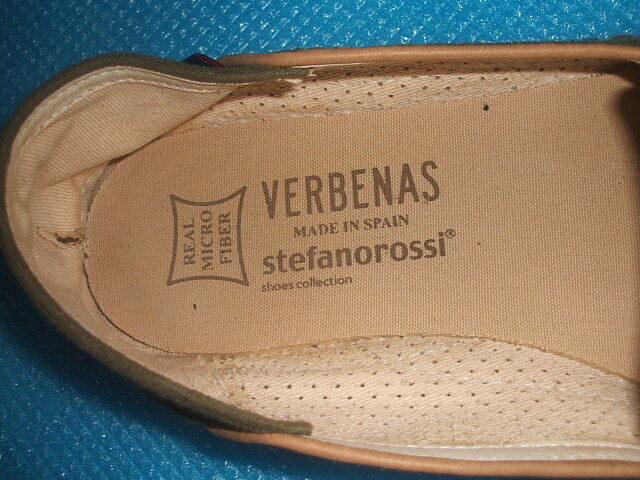 REAL
MICRO
FIBER
VERBENAS
MADE IN SPAIN
stefanorossi®
shoes collection